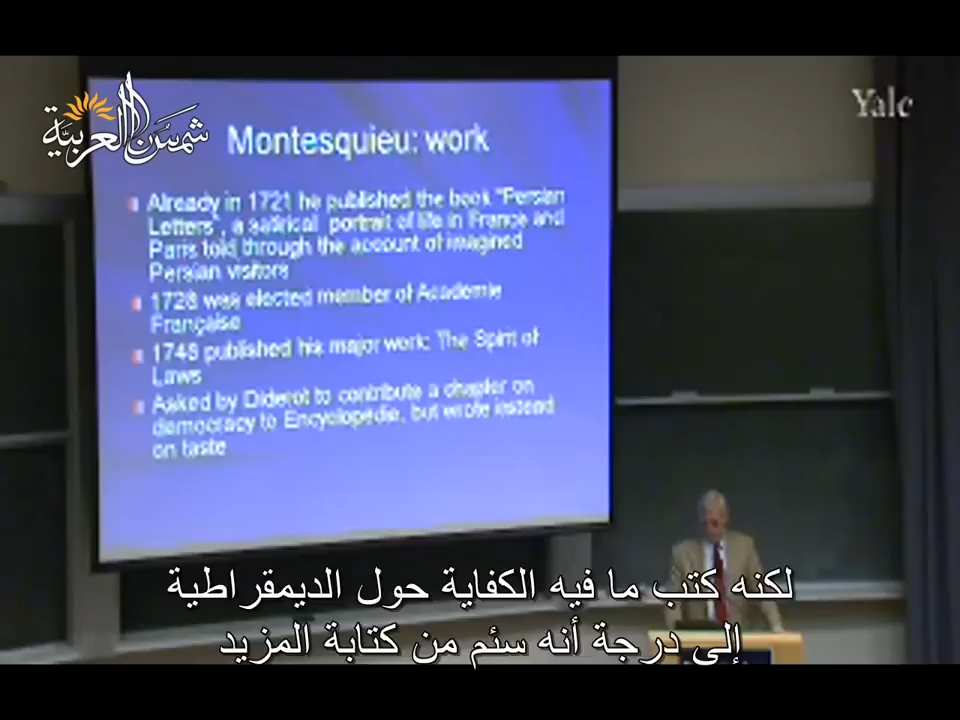 شمس العربية
Yale
Montesquieu: work
Already in 1721 he published the book "Persian
Letters", a satirical portrait of life in France and
Paris told through the account of imagined
Persian visitors
1728 was elected member of Academie
Française
1748 published his major work: The Spirit of
Laws
Asked by Diderot to contribute a chapter on
democracy to Encyclopedie, but wrote instead
on taste
لكنه كتب ما فيه الكفاية حول الديمقراطية
إلى درجة أنه سئم من كتابة المزيد